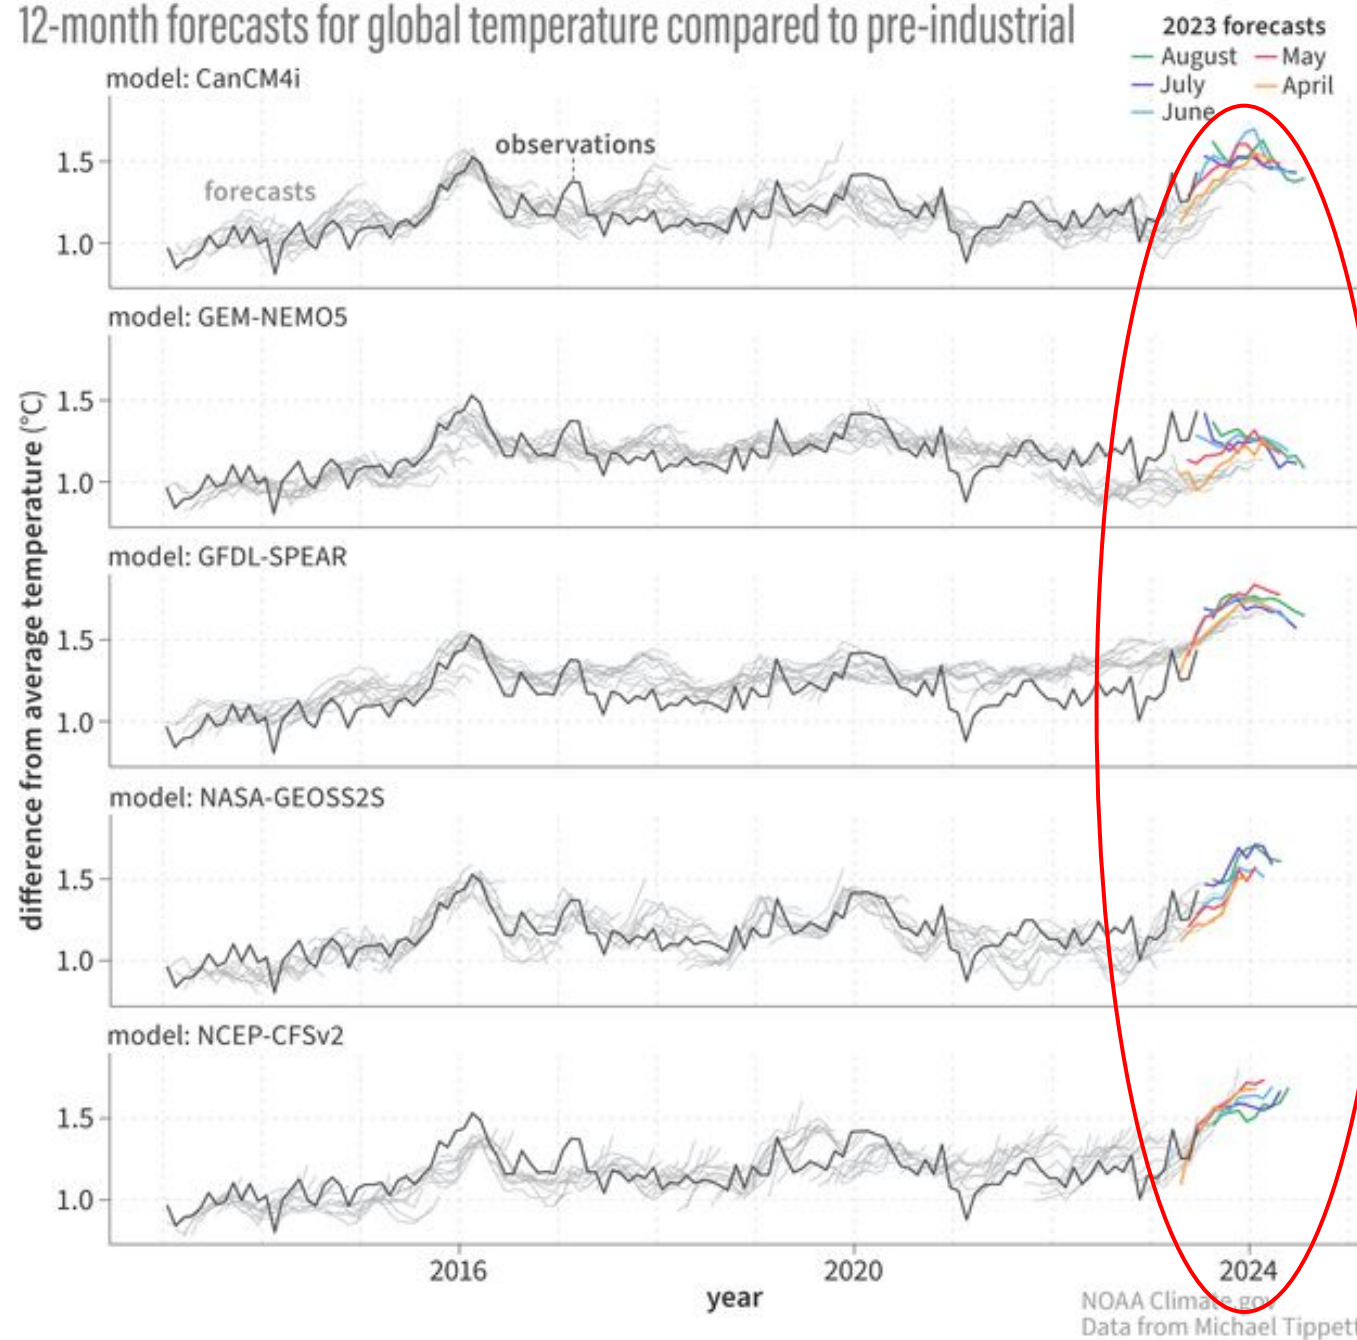 12-month forecasts for global temperature compared to pre-industrial
2023 forecasts
August May
July April
June
model: CanCM4i
observations
forecasts
1.5
1.0
model: GEM-NEMO5
1.5
1.0
model: GFDL-SPEAR
1.5
1.0
model: NASA-GEOSS2S
1.5
1.0
model: NCEP-CFSv2
1.5
1.0
difference from average temperature (°C)
2016 2020 2024
year
NOAA Climate.gov
Data from Michael Tippett